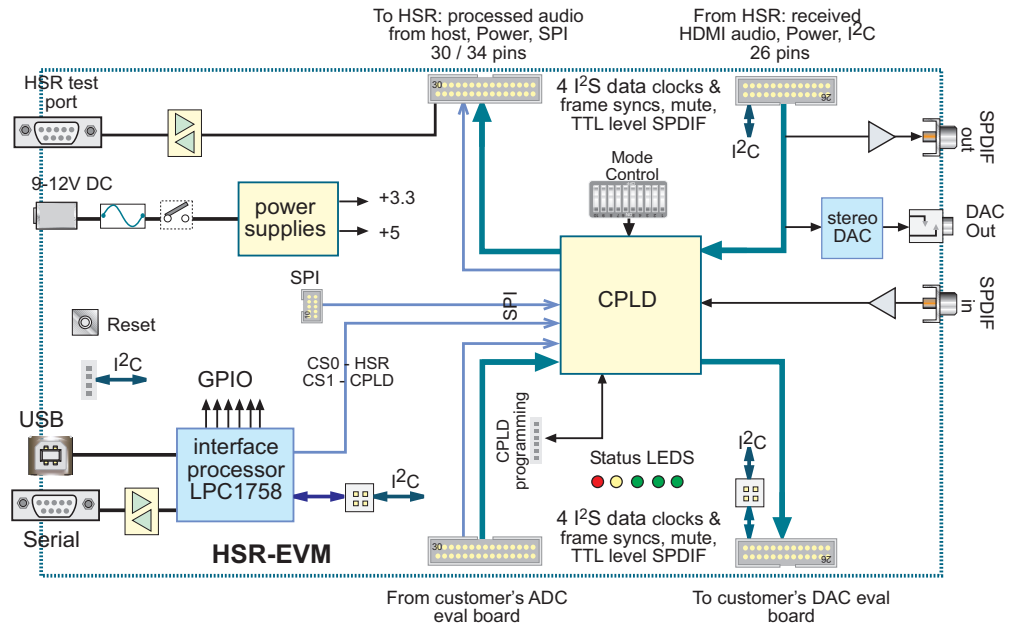 To HSR: processed audio
from host, Power, SPI
30 / 34 pins
From HSR: received
HDMI audio, Power, I²C
26 pins
HSR test
port
30
4 I²S data clocks &
frame syncs, mute,
TTL level SPDIF
26
I²C
SPDIF
out
Mode
Control
9-12V DC
power
supplies
+3.3
+5
stereo
DAC
DAC
Out
SPI
10
SPI
CPLD
SPDIF
in
Reset
I²C
CS0 - HSR
CS1 - CPLD
GPIO
USB
interface
processor
LPC1758
I²C
CPLD
programming
Status LEDS
I²C
Serial
HSR-EVM
30
4 I²S data clocks &
frame syncs, mute,
TTL level SPDIF
26
From customer's ADC
eval board
To customer's DAC eval
board